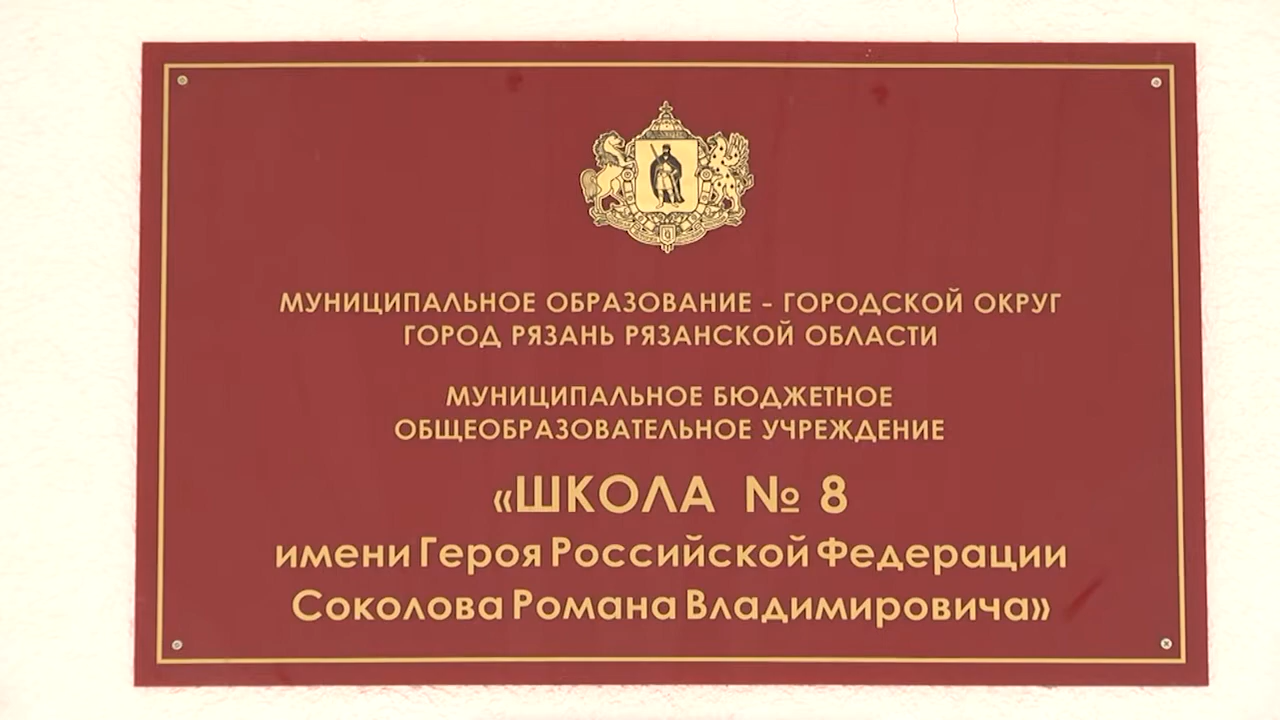 МУНИЦИПАЛЬНОЕ ОБРАЗОВАНИЕ - ГОРОДСКОЙ ОКРУГ
ГОРОД РЯЗАНЬ РЯЗАНСКОЙ ОБЛАСТИ
МУНИЦИПАЛЬНОЕ БЮДЖЕТНОЕ
ОБЩЕОБРАЗОВАТЕЛЬНОЕ УЧРЕЖДЕНИЕ
«ШКОЛА № 8
имени Героя Российской Федерации
Соколова Романа Владимировича»